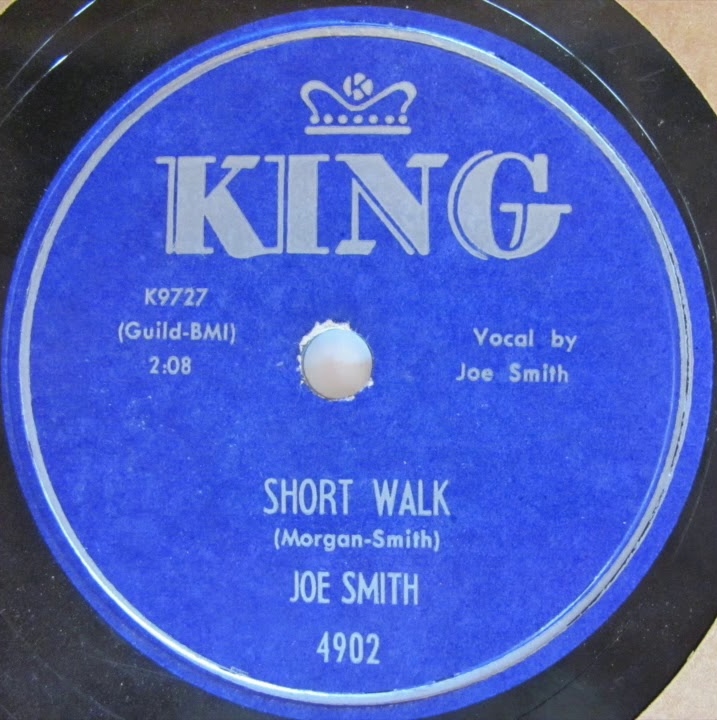 K
KING
K9727
(Guild-BMI)
2:08
Vocal by
Joe Smith
SHORT WALK
(Morgan-Smith)
JOE SMITH
4902